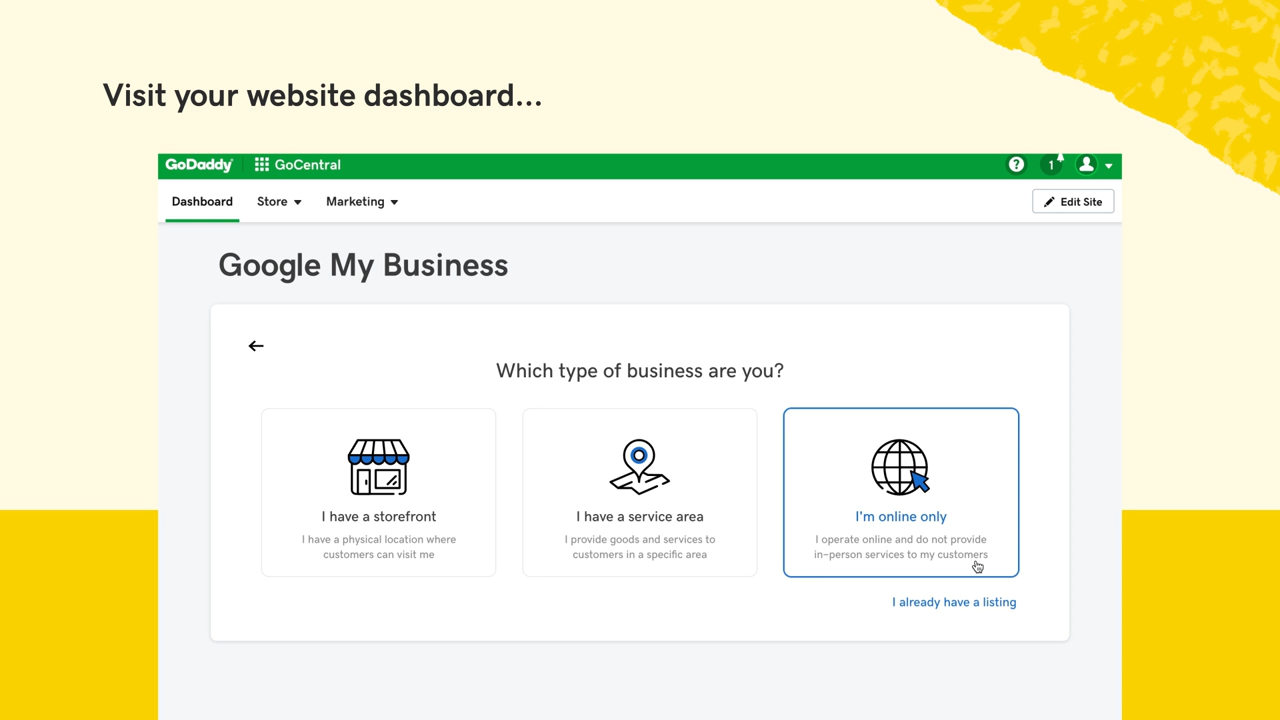 Visit your website dashboard...
GoDaddy GoCentral ? 1
Dashboard Store Marketing Edit Site
Google My Business
Which type of business are you?
I have a storefront
I have a physical location where
customers can visit me
I have a service area
I provide goods and services to
customers in a specific area
I'm online only
I operate online and do not provide
in-person services to my customers
I already have a listing